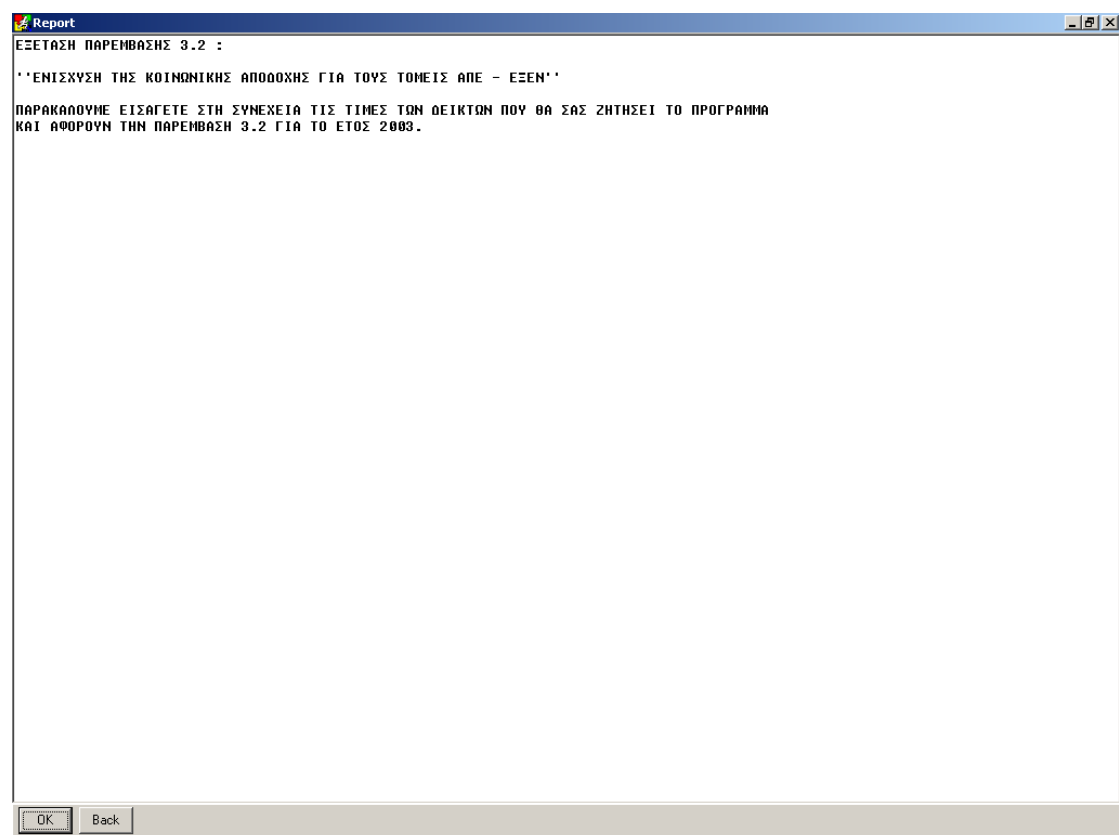 Report
ΕΞΕΤΑΣΗ ΠΑΡΕΜΒΑΣΗΣ 3.2 :
''ΕΝΙΣΧΥΣΗ ΤΗΣ ΚΟΙΝΩΝΙΚΗΣ ΑΠΟΔΟΧΗΣ ΓΙΑ ΤΟΥΣ ΤΟΜΕΙΣ ΑΠΕ - ΕΞΕΝ''
ΠΑΡΑΚΑΛΟΥΜΕ ΕΙΣΑΓΕΤΕ ΣΤΗ ΣΥΝΕΧΕΙΑ ΤΙΣ ΤΙΜΕΣ ΤΩΝ ΔΕΙΚΤΩΝ ΠΟΥ ΘΑ ΣΑΣ ΖΗΤΗΣΕΙ ΤΟ ΠΡΟΓΡΑΜΜΑ
ΚΑΙ ΑΦΟΡΟΥΝ ΤΗΝ ΠΑΡΕΜΒΑΣΗ 3.2 ΓΙΑ ΤΟ ΕΤΟΣ 2003.
OK Back